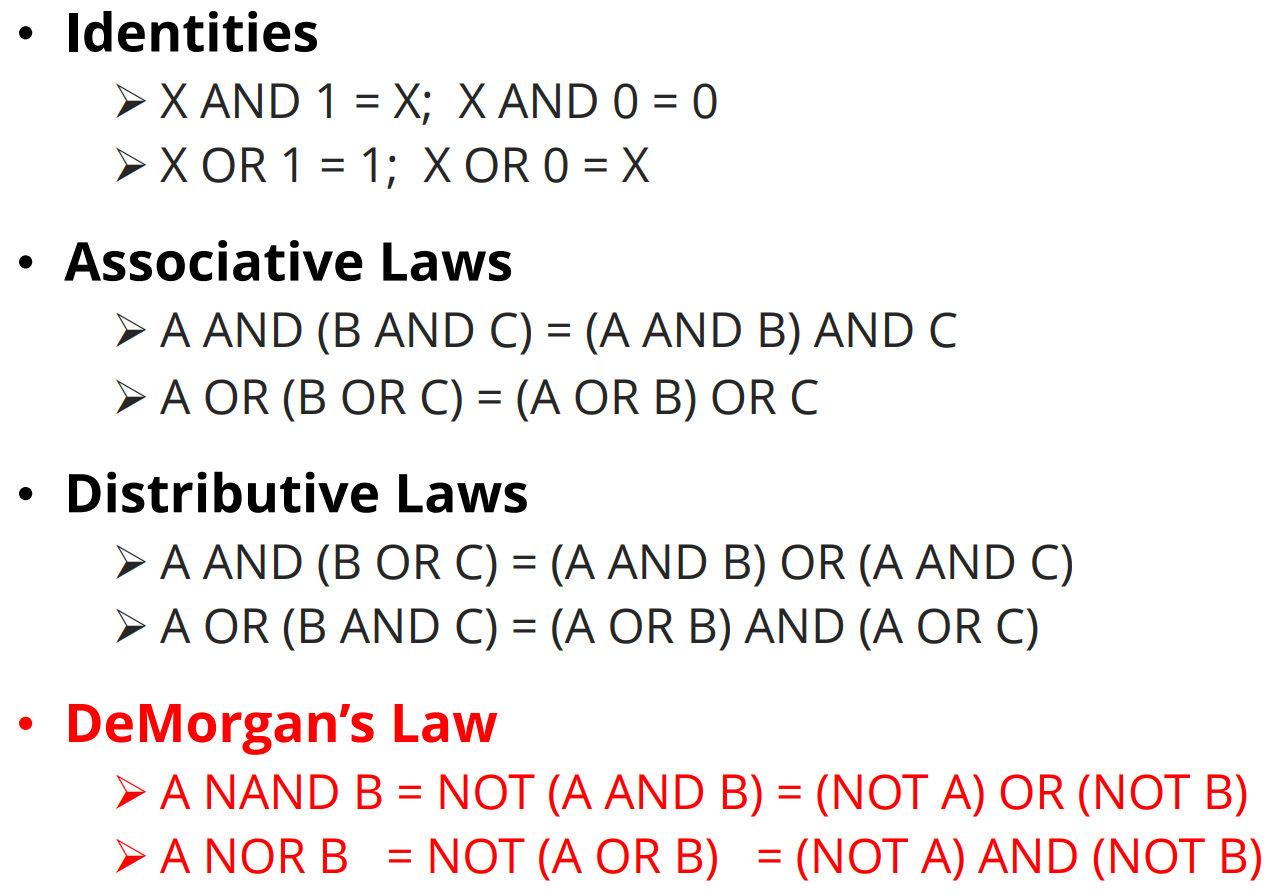 • Identities
➢ X AND 1 = X;  X AND 0 = 0
➢ X OR 1 = 1;  X OR 0 = X
• Associative Laws
➢ A AND (B AND C) = (A AND B) AND C
➢ A OR (B OR C) = (A OR B) OR C
• Distributive Laws
➢ A AND (B OR C) = (A AND B) OR (A AND C)
➢ A OR (B AND C) = (A OR B) AND (A OR C)
• DeMorgan’s Law
➢ A NAND B = NOT (A AND B) = (NOT A) OR (NOT B)
➢ A NOR B   = NOT (A OR B)   = (NOT A) AND (NOT B)